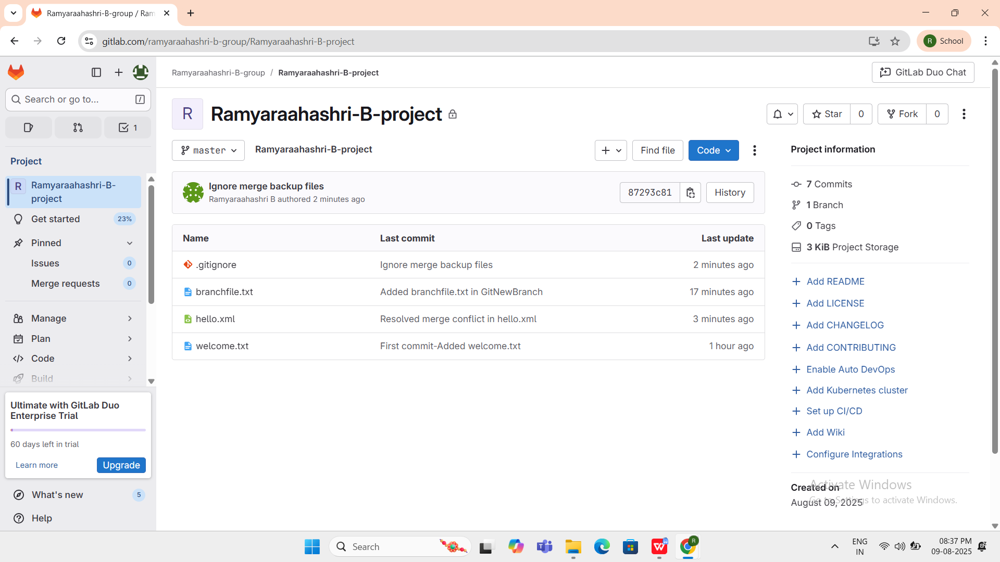 Ramyaraahashri-B-group / Ram
gitlab.com/ramyaraahashri-b-group/Ramyaraahashri-B-project
R School
Ramyaraahashri-B-group / Ramyaraahashri-B-project
GitLab Duo Chat
Search or go to... /
1
Project
R Ramyaraahashri-B-
project
Get started 23%
Pinned
Issues 0
Merge requests 0
Manage
Plan
Code
Build
Ultimate with GitLab Duo
Enterprise Trial
60 days left in trial
Learn more Upgrade
What's new 5
Help
R Ramyaraahashri-B-project
Star 0 Fork 0
master Ramyaraahashri-B-project Find file Code
Ignore merge backup files
Ramyaraahashri B authored 2 minutes ago
87293c81 History
Name Last commit Last update
.gitignore Ignore merge backup files 2 minutes ago
branchfile.txt Added branchfile.txt in GitNewBranch 17 minutes ago
hello.xml Resolved merge conflict in hello.xml 3 minutes ago
welcome.txt First commit-Added welcome.txt 1 hour ago
Project information
7 Commits
1 Branch
0 Tags
3 KiB Project Storage
Add README
Add LICENSE
Add CHANGELOG
Add CONTRIBUTING
Enable Auto DevOps
Add Kubernetes cluster
Set up CI/CD
Add Wiki
Configure Integrations
Created on
August 09, 2025
Activate Windows
Go to Settings to activate Windows.
Search
R
ENG
IN
08:37 PM
09-08-2025